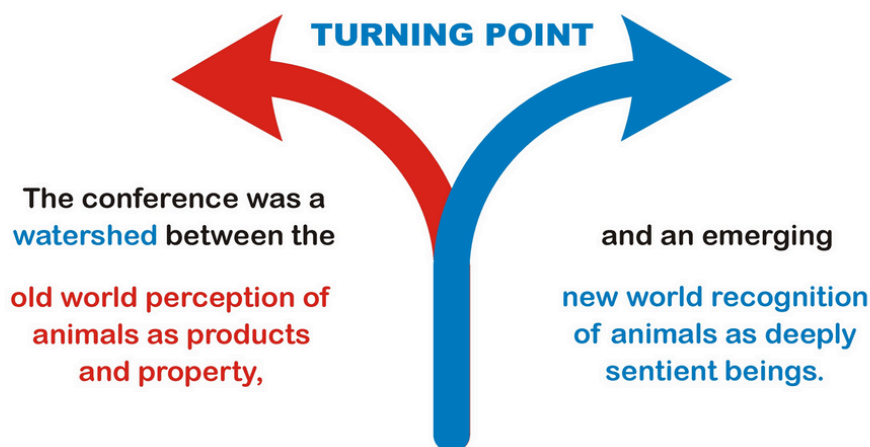 TURNING POINT
The conference was a
watershed between the
old world perception of
animals as products
and property,
and an emerging
new world recognition
of animals as deeply
sentient beings.